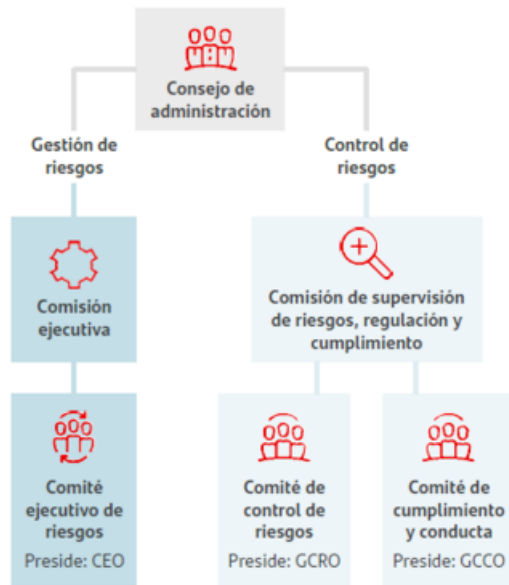 Consejo de
administración
Gestión de
riesgos
Control de
riesgos
Comisión
ejecutiva
Comisión de supervisión
de riesgos, regulación y
cumplimiento
Comité
ejecutivo de
riesgos
Preside: CEO
Comité de
control de
riesgos
Preside: GCRO
Comité de
cumplimiento
y conducta
Preside: GCCO